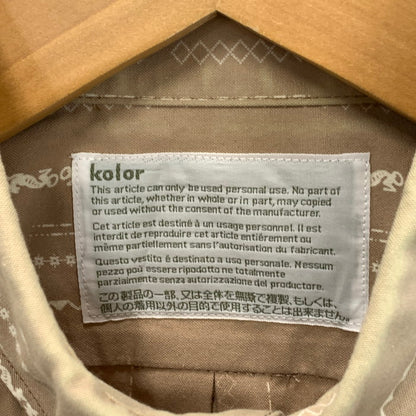 kolor
This article can only be used personal use. No part of
this article, whether in whole or in part, may copied
or used without the consent of the manufacturer.
Cet article est destiné à un usage personnel. Il est
interdit de reproduire cet article entiérement ou
même partiellement sans l'autorisation du fabricant.
Questo vestito é destinato a uso personale. Nessun
pezzo puo essere ripodotto ne totalmente
parziaimente senza autorizzazione del produttore.
この製品の一部、又は全体を無断で複製、もしくは、
個人の着用以外の目的で使用することは出来ません。